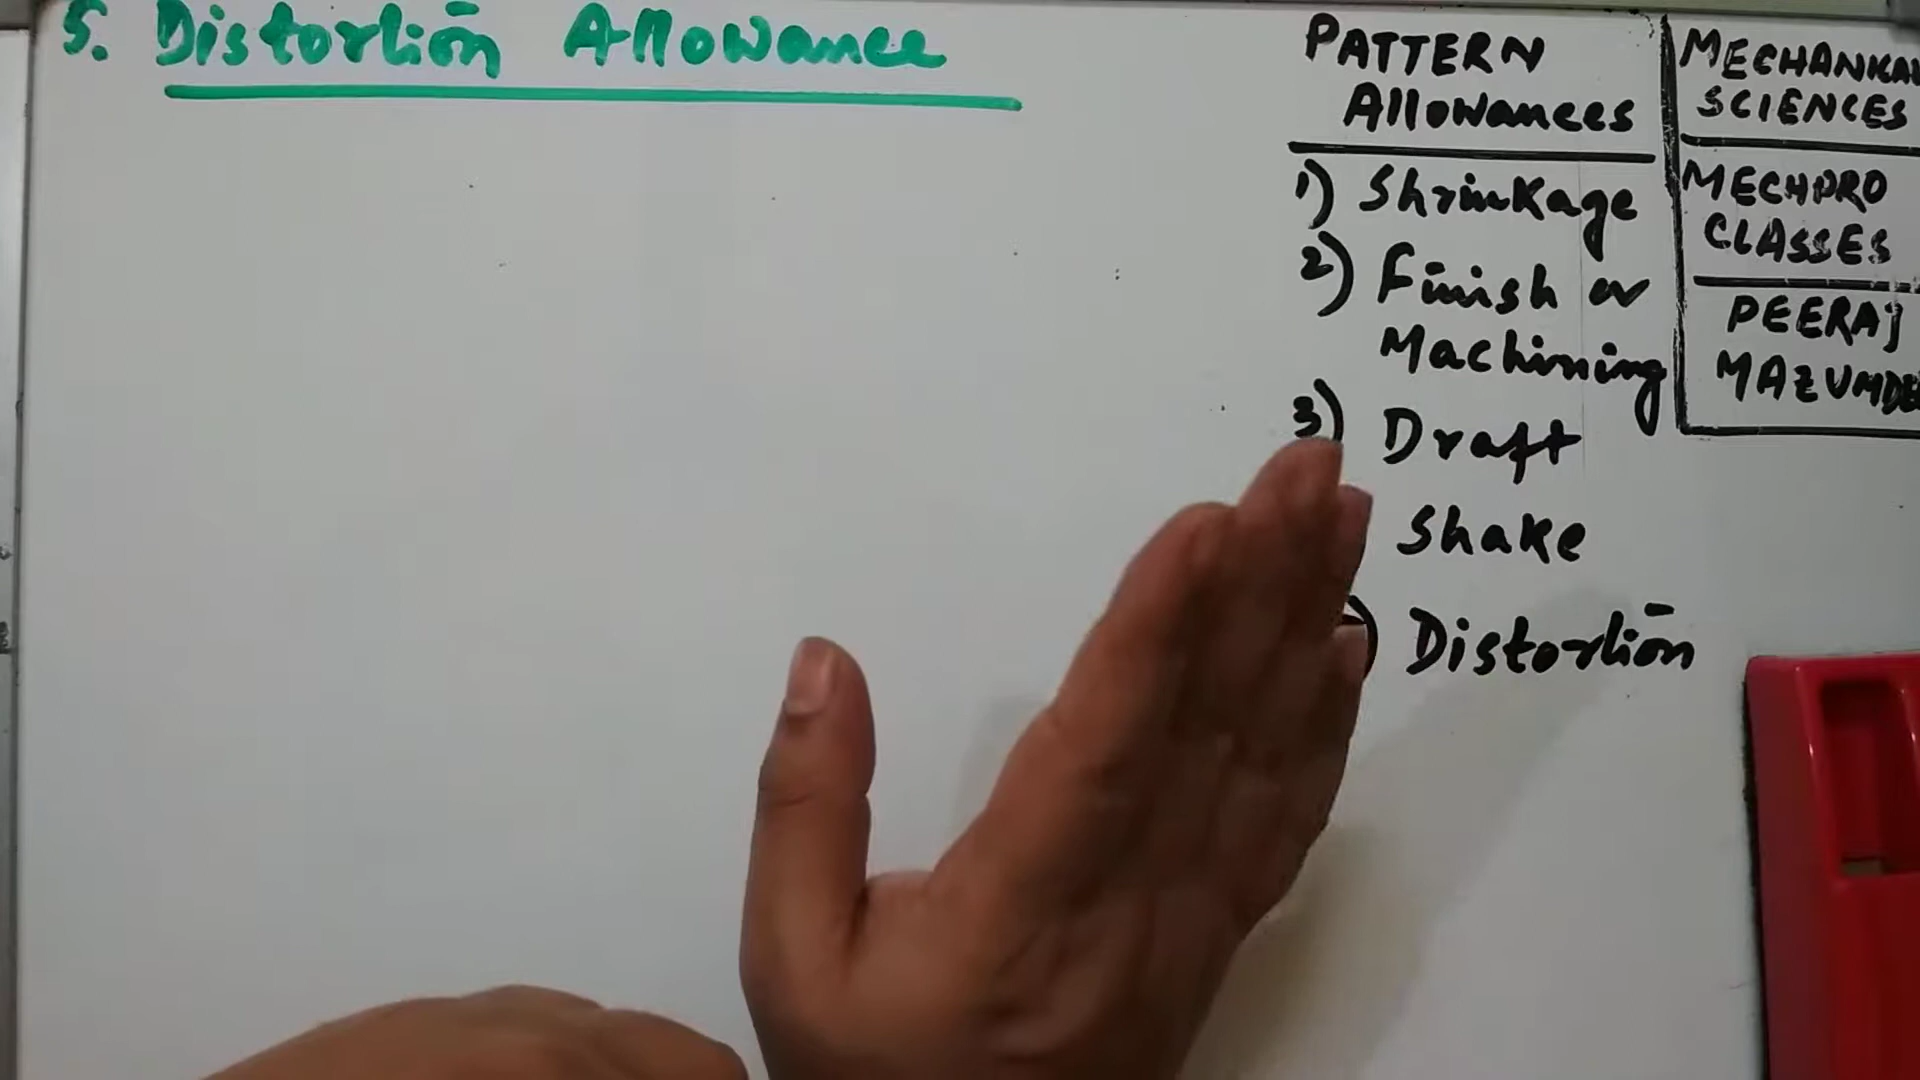 5. Distortion Allowance
PATTERN
Allowances
1) Shrinkage
2) Finish or
Machining
3) Draft
Shake
) Distortion
MECHANICAL
SCIENCES
MECHPRO
CLASSES
PEERAJ
MAZUMDE